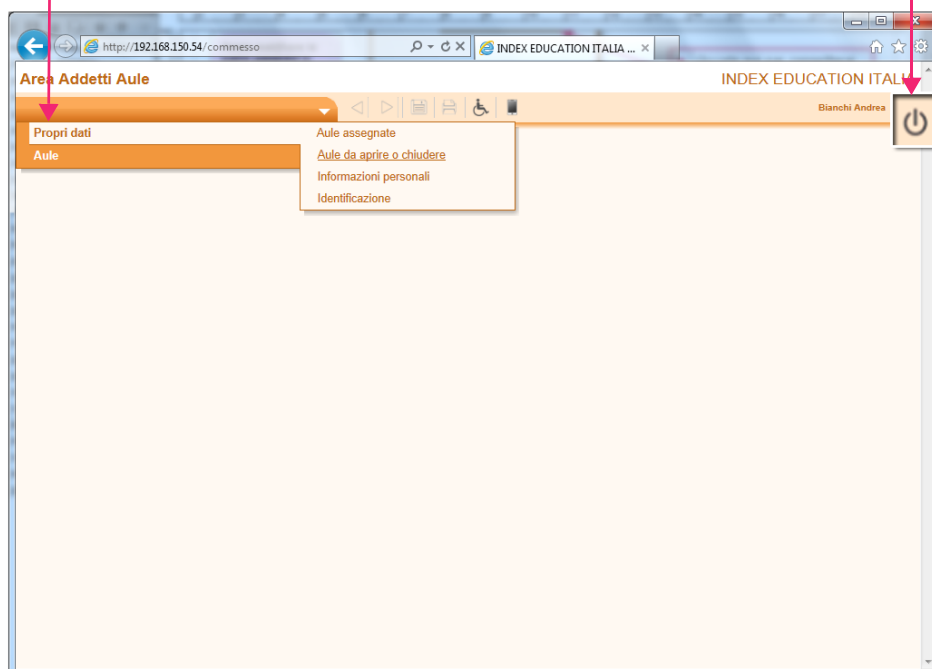 http://192.168.150.54/commesso
INDEX EDUCATION ITALIA ...
Area Addetti Aule
INDEX EDUCATION ITAL
Bianchi Andrea
Propri dati
Aule
Aule assegnate
Aule da aprire o chiudere
Informazioni personali
Identificazione